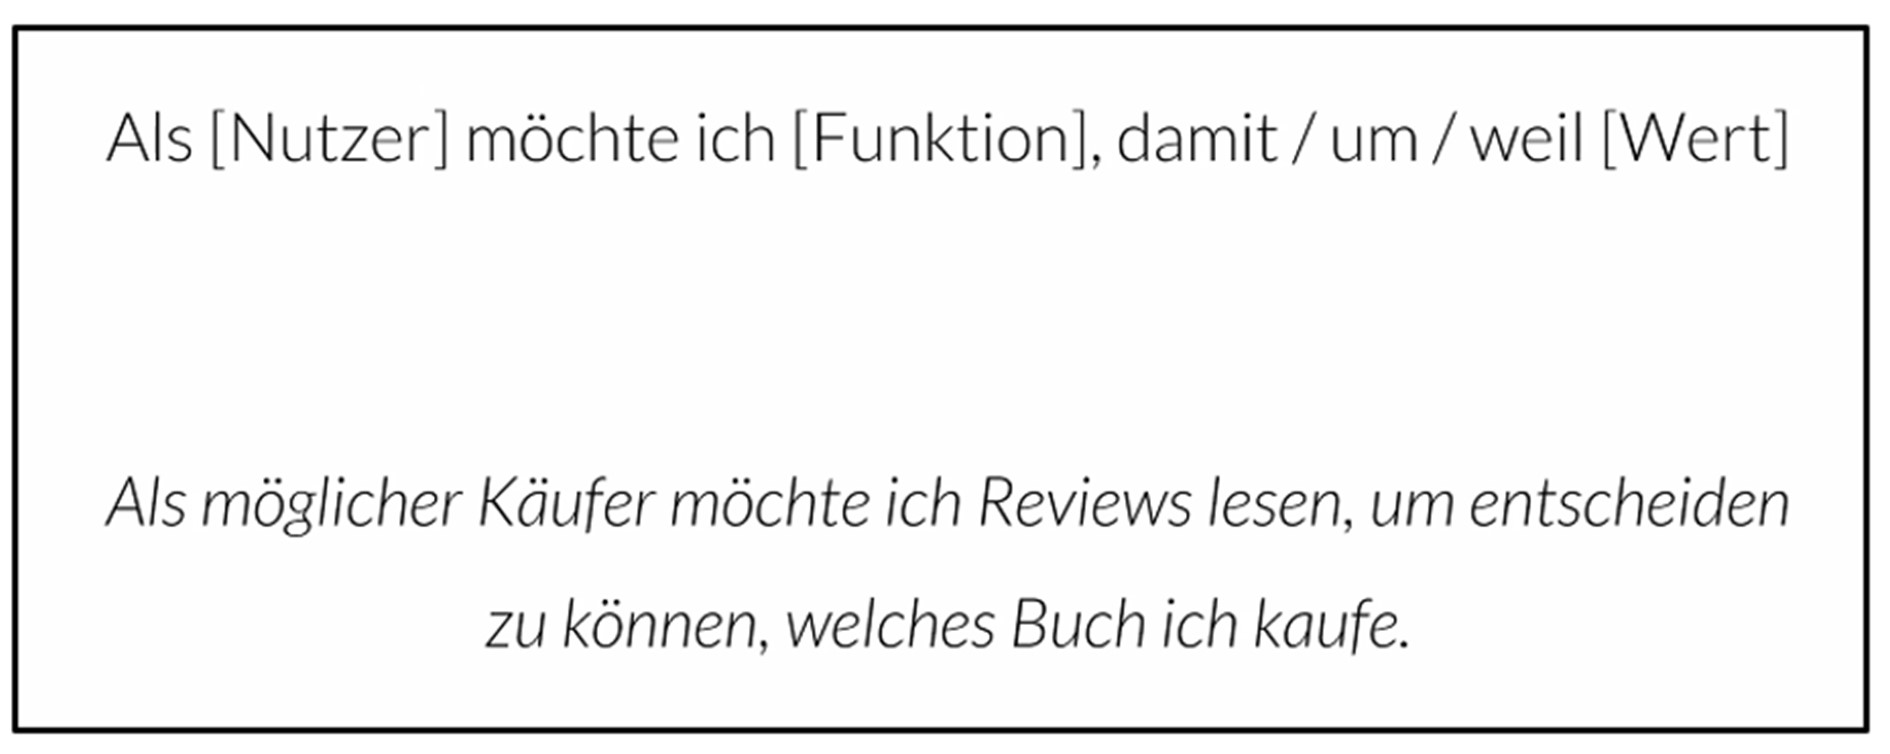 Als [Nutzer] möchte ich [Funktion], damit / um / weil [Wert]
Als möglicher Käufer möchte ich Reviews lesen, um entscheiden
zu können, welches Buch ich kaufe.